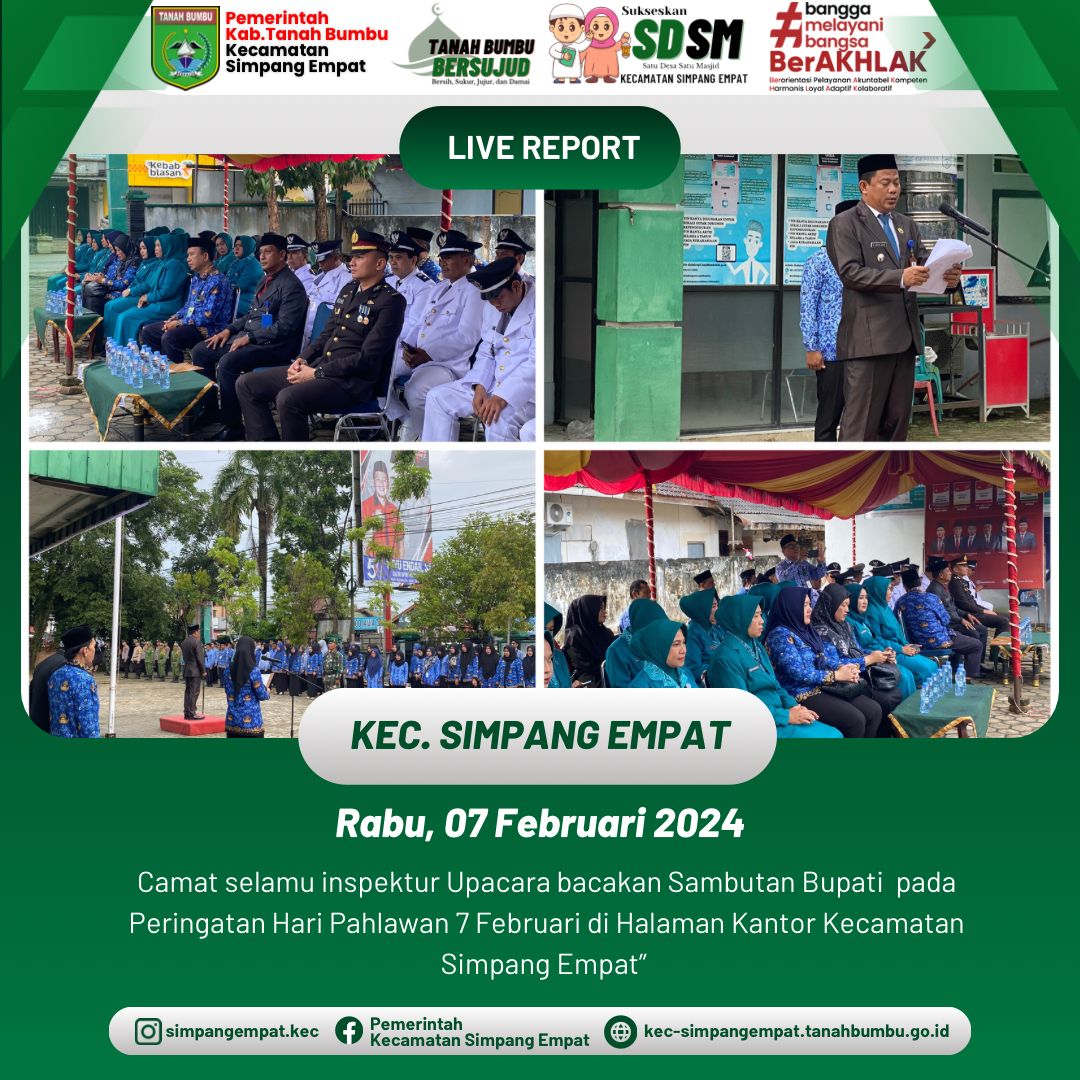 TANAH BUMBU
Pemerintah
Kab.Tanah Bumbu
Kecamatan
Simpang Empat
TANAH BUMBU
BERSUJUD
Bersih, Sukur, Jujur, dan Damai
Sukseskan
SDSM
Satu Desa Satu Masjid
KECAMATAN SIMPANG EMPAT
#bangga
melayani
bangsa
BerAKHLAK
Berorientasi Pelayanan Akuntabel Kompeten
Harmonis Loyal Adaptif Kolaboratif
LIVE REPORT
Kebab
blasan
KEC. SIMPANG EMPAT
Rabu, 07 Februari 2024
Camat selamu inspektur Upacara bacakan Sambutan Bupati pada
Peringatan Hari Pahlawan 7 Februari di Halaman Kantor Kecamatan
Simpang Empat”
simpangempat.kec
Pemerintah
Kecamatan Simpang Empat
kec-simpangempat.tanahbumbu.go.id